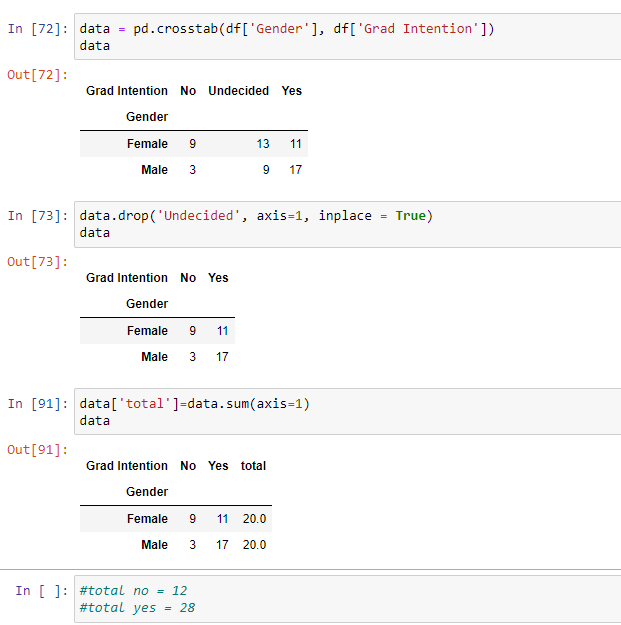 In [72]: data = pd.crosstab(df['Gender'], df['Grad Intention'])
data
Out[72]:
Grad Intention No Undecided Yes
Gender
Female 9 13 11
Male 3 9 17
In [73]: data.drop('Undecided', axis=1, inplace = True)
data
Out[73]:
Grad Intention No Yes
Gender
Female 9 11
Male 3 17
In [91]: data['total']=data.sum(axis=1)
data
Out[91]:
Grad Intention No Yes total
Gender
Female 9 11 20.0
Male 3 17 20.0
In [ ]: #total no = 12
#total yes = 28